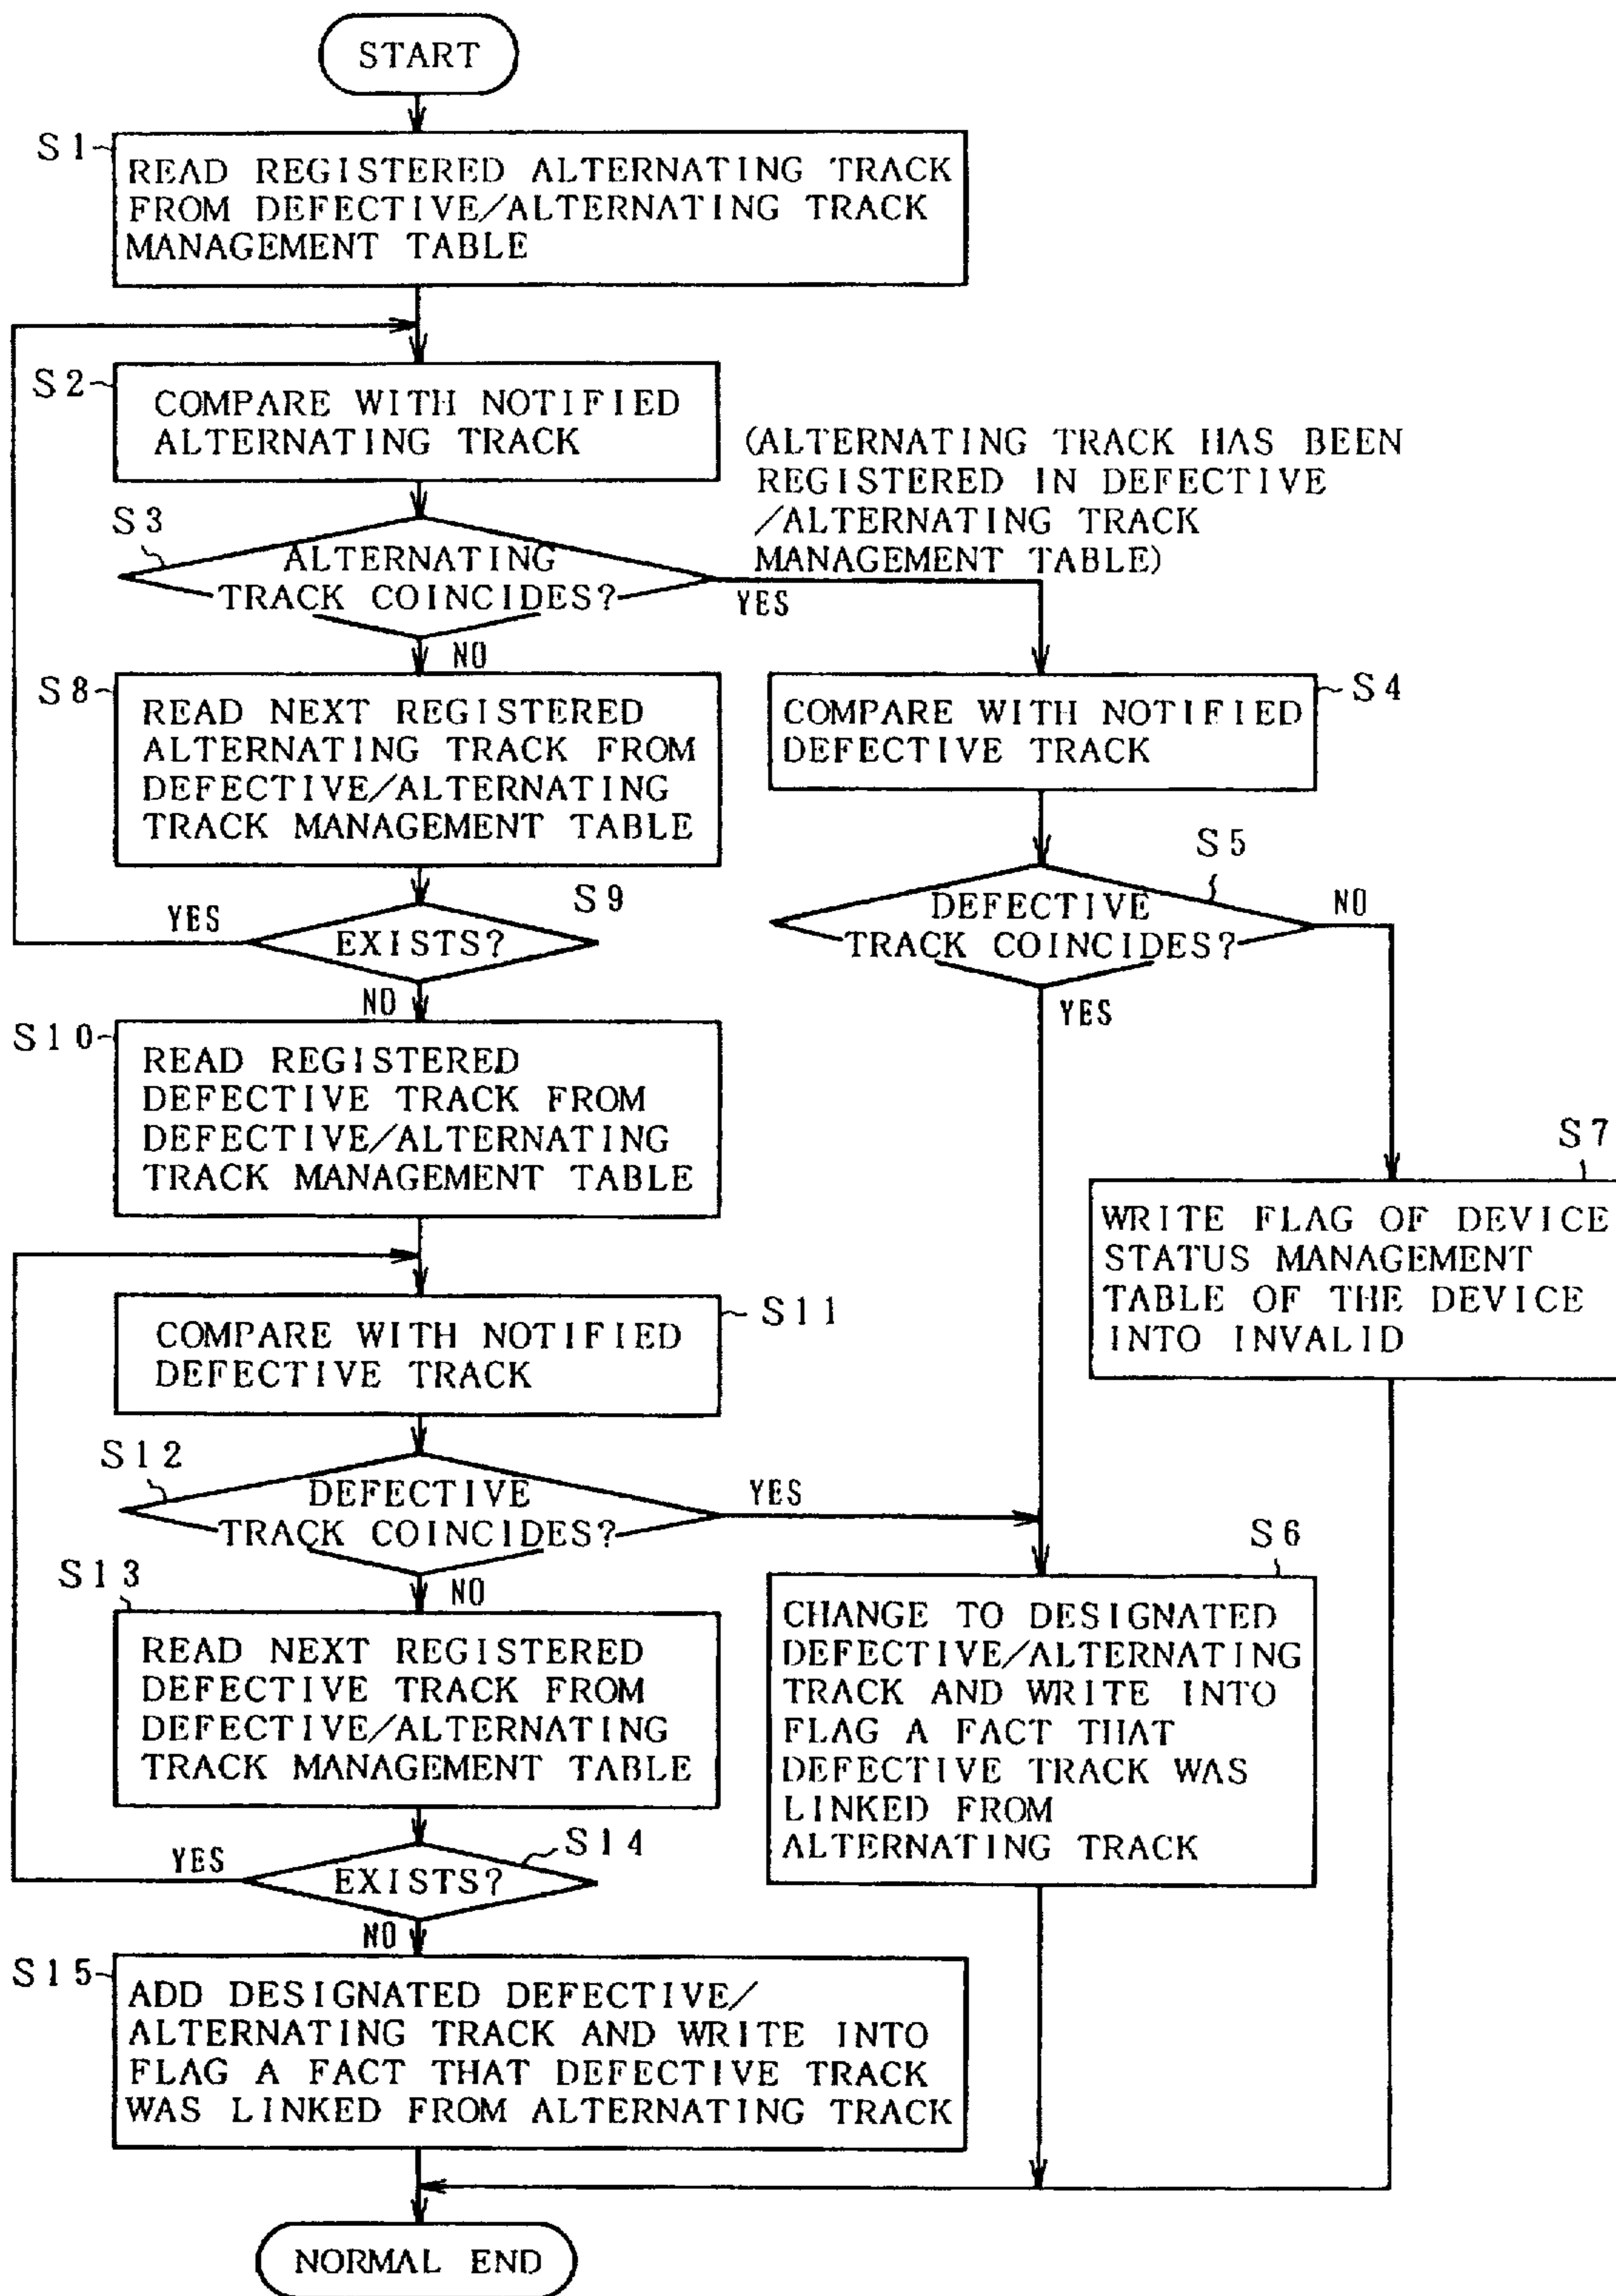 START
S1
READ REGISTERED ALTERNATING TRACK
FROM DEFECTIVE/ALTERNATING TRACK
MANAGEMENT TABLE
S2
COMPARE WITH NOTIFIED
ALTERNATING TRACK
(ALTERNATING TRACK HAS BEEN
REGISTERED IN DEFECTIVE
/ALTERNATING TRACK
MANAGEMENT TABLE)
S3
ALTERNATING
TRACK COINCIDES?
YES
NO
S8
READ NEXT REGISTERED
ALTERNATING TRACK FROM
DEFECTIVE/ALTERNATING
TRACK MANAGEMENT TABLE
S4
COMPARE WITH NOTIFIED
DEFECTIVE TRACK
S5
DEFECTIVE
TRACK COINCIDES?
NO
YES
S9
EXISTS?
YES
NO
S10
READ REGISTERED
DEFECTIVE TRACK FROM
DEFECTIVE/ALTERNATING
TRACK MANAGEMENT TABLE
S7
WRITE FLAG OF DEVICE
STATUS MANAGEMENT
TABLE OF THE DEVICE
INTO INVALID
S11
COMPARE WITH NOTIFIED
DEFECTIVE TRACK
S12
DEFECTIVE
TRACK COINCIDES?
YES
NO
S6
CHANGE TO DESIGNATED
DEFECTIVE/ALTERNATING
TRACK AND WRITE INTO
FLAG A FACT THAT
DEFECTIVE TRACK WAS
LINKED FROM
ALTERNATING TRACK
S13
READ NEXT REGISTERED
DEFECTIVE TRACK FROM
DEFECTIVE/ALTERNATING
TRACK MANAGEMENT TABLE
S14
EXISTS?
YES
NO
S15
ADD DESIGNATED DEFECTIVE/
ALTERNATING TRACK AND WRITE INTO
FLAG A FACT THAT DEFECTIVE TRACK
WAS LINKED FROM ALTERNATING TRACK
NORMAL END